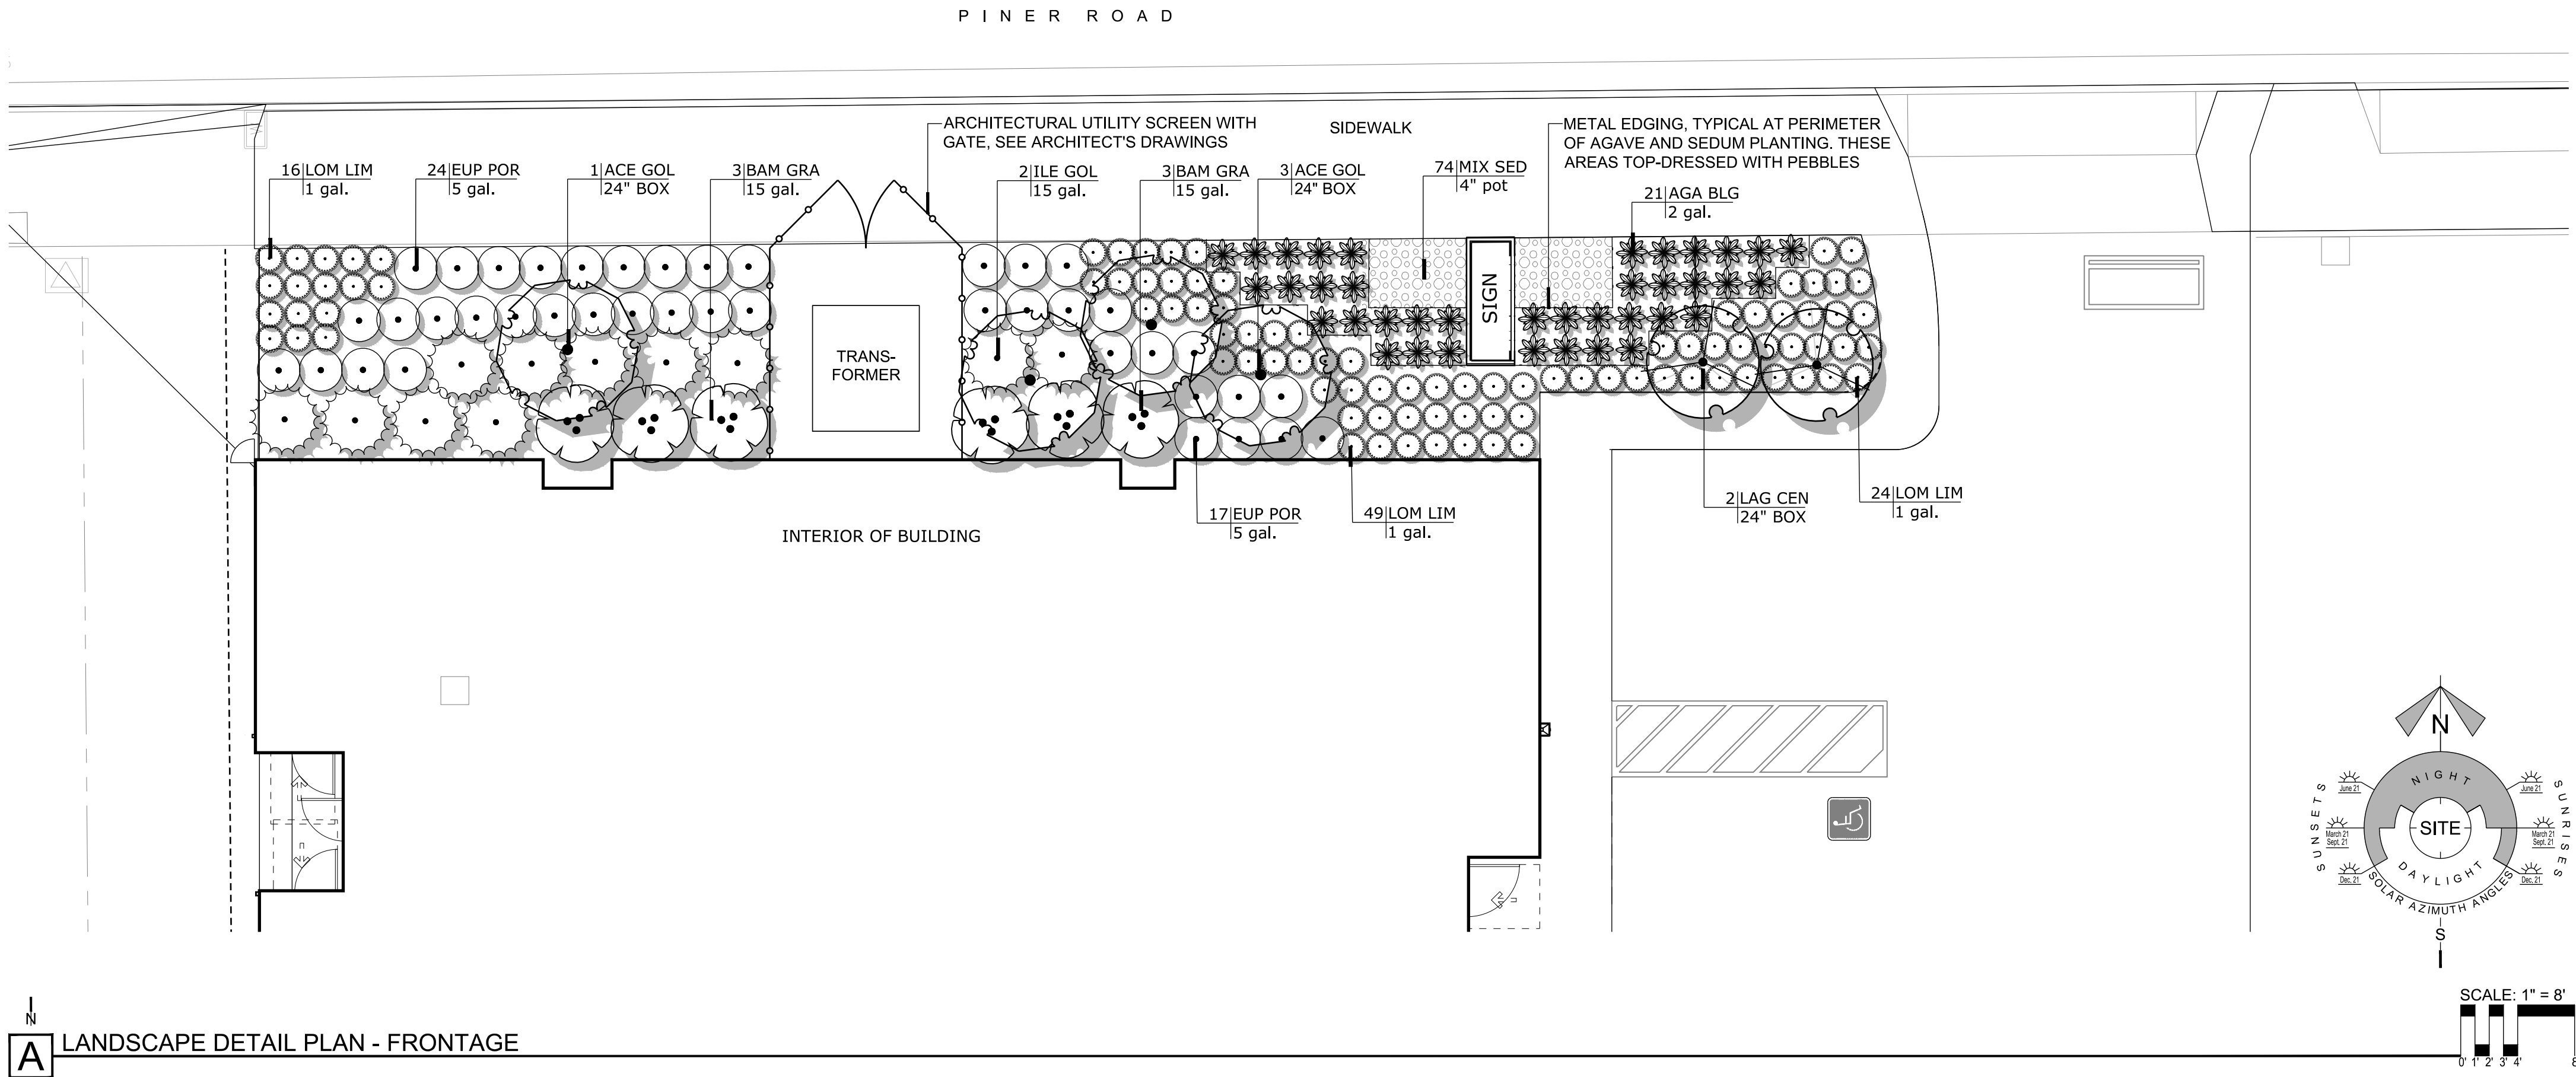 PINER ROAD
ARCHITECTURAL UTILITY SCREEN WITH
GATE, SEE ARCHITECT'S DRAWINGS
SIDEWALK
METAL EDGING, TYPICAL AT PERIMETER
OF AGAVE AND SEDUM PLANTING. THESE
AREAS TOP-DRESSED WITH PEBBLES
16 LOM LIM
1 gal.
24 EUP POR
5 gal.
1 ACE GOL
24" BOX
3 BAM GRA
15 gal.
2 ILE GOL
15 gal.
3 BAM GRA
15 gal.
3 ACE GOL
24" BOX
74 MIX SED
4" pot
21 AGA BLG
2 gal.
TRANS-
FORMER
SIGN
17 EUP POR
5 gal.
49 LOM LIM
1 gal.
2 LAG CEN
24" BOX
24 LOM LIM
1 gal.
INTERIOR OF BUILDING
N
NIGHT
SITE
DAYLIGHT
SOLAR AZIMUTH ANGLES
SUNSETS
June 21
March 21
Sept. 21
Dec. 21
SUNRISES
June 21
March 21
Sept. 21
Dec. 21
S
N
A
LANDSCAPE DETAIL PLAN - FRONTAGE
SCALE: 1" = 8'
0' 1' 2' 3' 4' 8